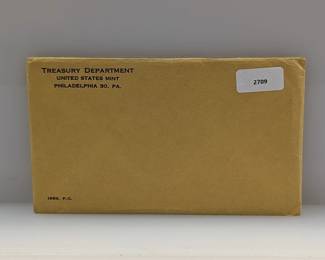 TREASURY DEPARTMENT
UNITED STATES MINT
PHILADELPHIA 30, PA.
2709
P.C.